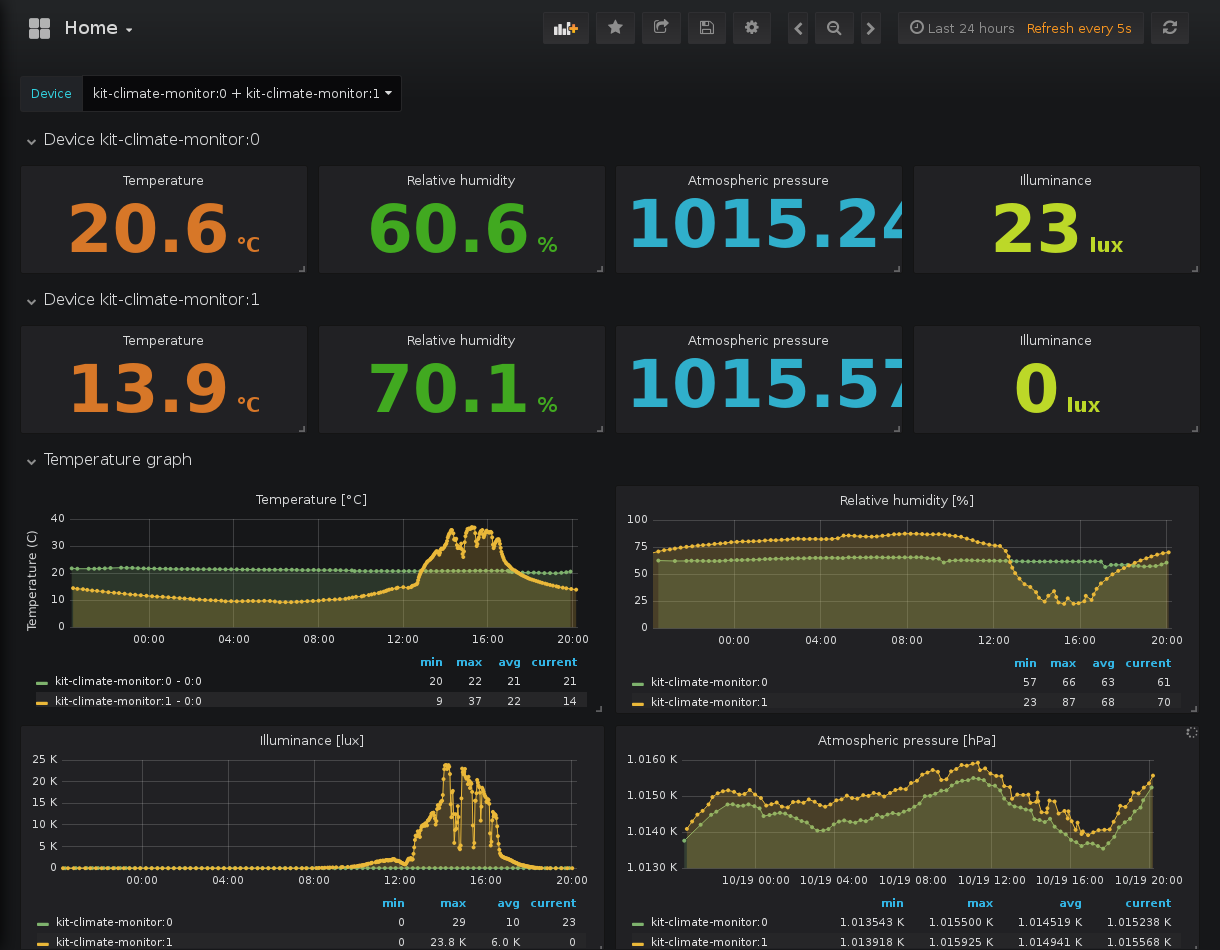 Home
Last 24 hours Refresh every 5s
Device kit-climate-monitor:0 + kit-climate-monitor:1
Device kit-climate-monitor:0
Temperature Relative humidity Atmospheric pressure Illuminance
20.6 °C 60.6 % 1015.24 23 lux
Device kit-climate-monitor:1
Temperature Relative humidity Atmospheric pressure Illuminance
13.9 °C 70.1 % 1015.57 0 lux
Temperature graph
Temperature [°C]
Temperature (C)
40
30
20
10
0
00:00 04:00 08:00 12:00 16:00 20:00
min max avg current
kit-climate-monitor:0 - 0:0 20 22 21 21
kit-climate-monitor:1 - 0:0 9 37 22 14
Relative humidity [%]
100
75
50
25
0
00:00 04:00 08:00 12:00 16:00 20:00
min max avg current
kit-climate-monitor:0 57 66 63 61
kit-climate-monitor:1 23 87 68 70
Illuminance [lux]
25 K
20 K
15 K
10 K
5 K
0
00:00 04:00 08:00 12:00 16:00 20:00
min max avg current
kit-climate-monitor:0 0 29 10 23
kit-climate-monitor:1 0 23.8 K 6.0 K 0
Atmospheric pressure [hPa]
1.0160 K
1.0150 K
1.0140 K
1.0130 K
10/19 00:00 10/19 04:00 10/19 08:00 10/19 12:00 10/19 16:00 10/19 20:00
min max avg current
kit-climate-monitor:0 1.013543 K 1.015500 K 1.014519 K 1.015238 K
kit-climate-monitor:1 1.013918 K 1.015925 K 1.014941 K 1.015568 K